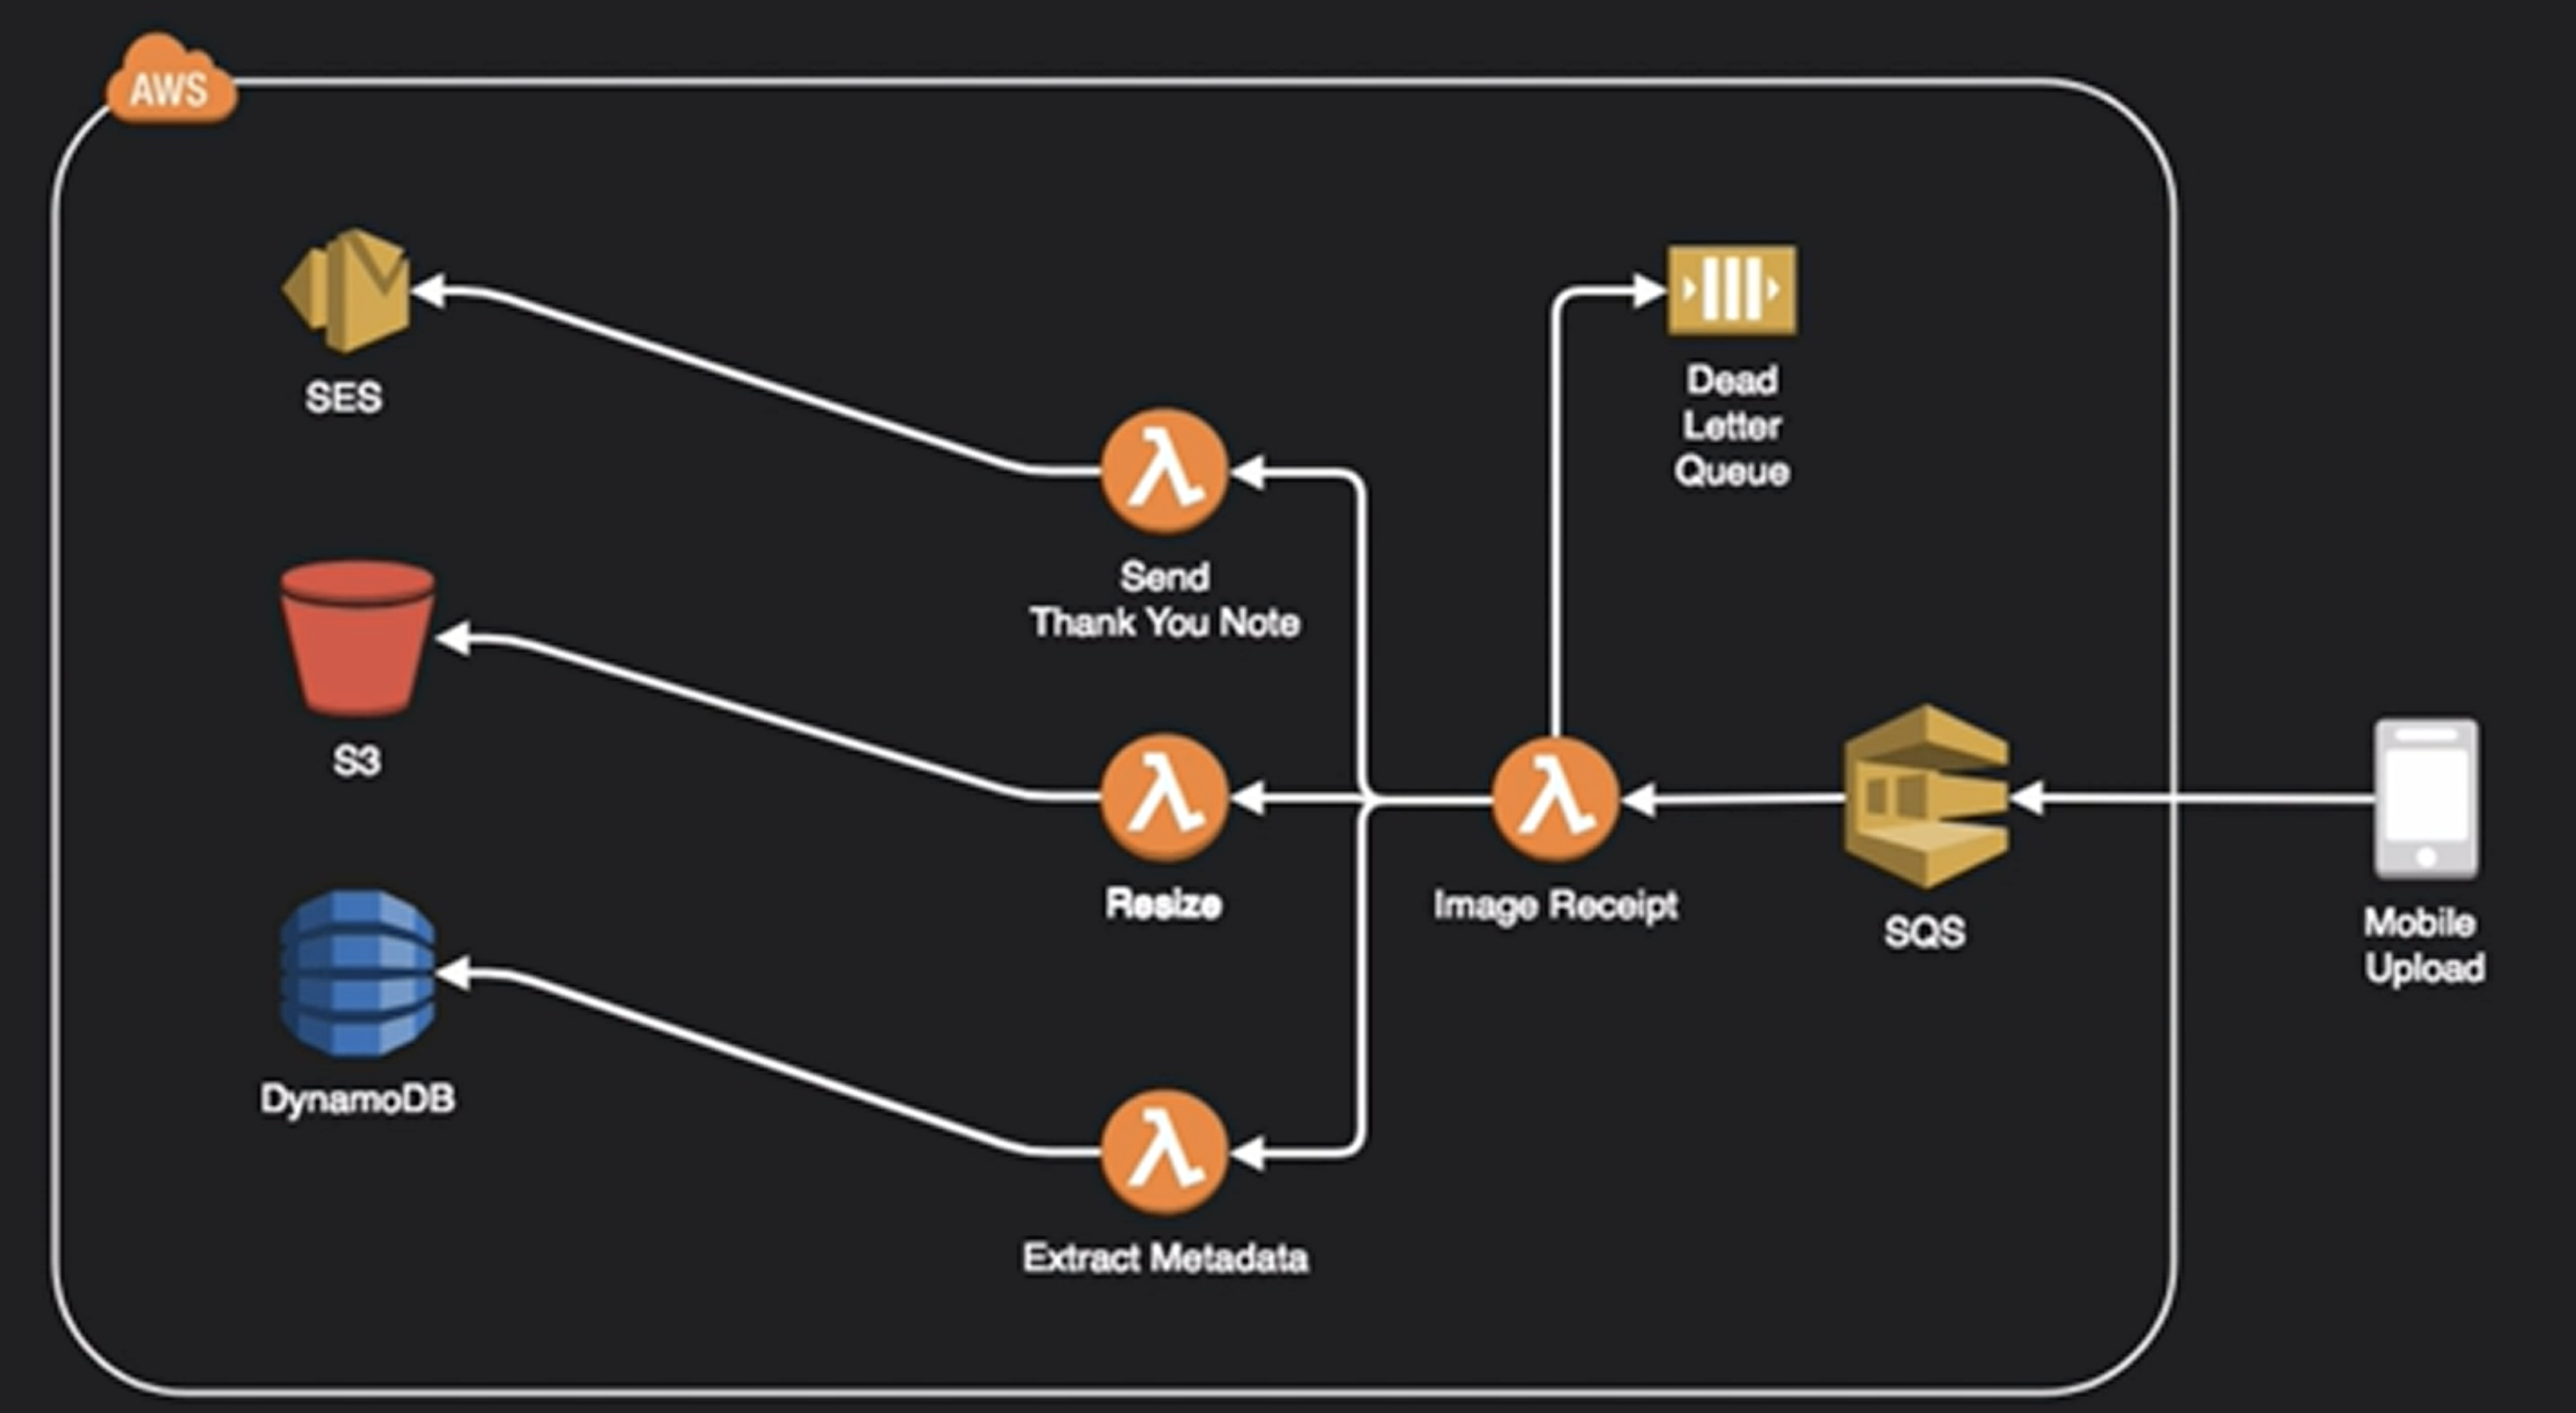 AWS
SES
Dead
Letter
Queue
Send
Thank You Note
S3
Resize
Image Receipt
SQS
Mobile
Upload
DynamoDB
Extract Metadata